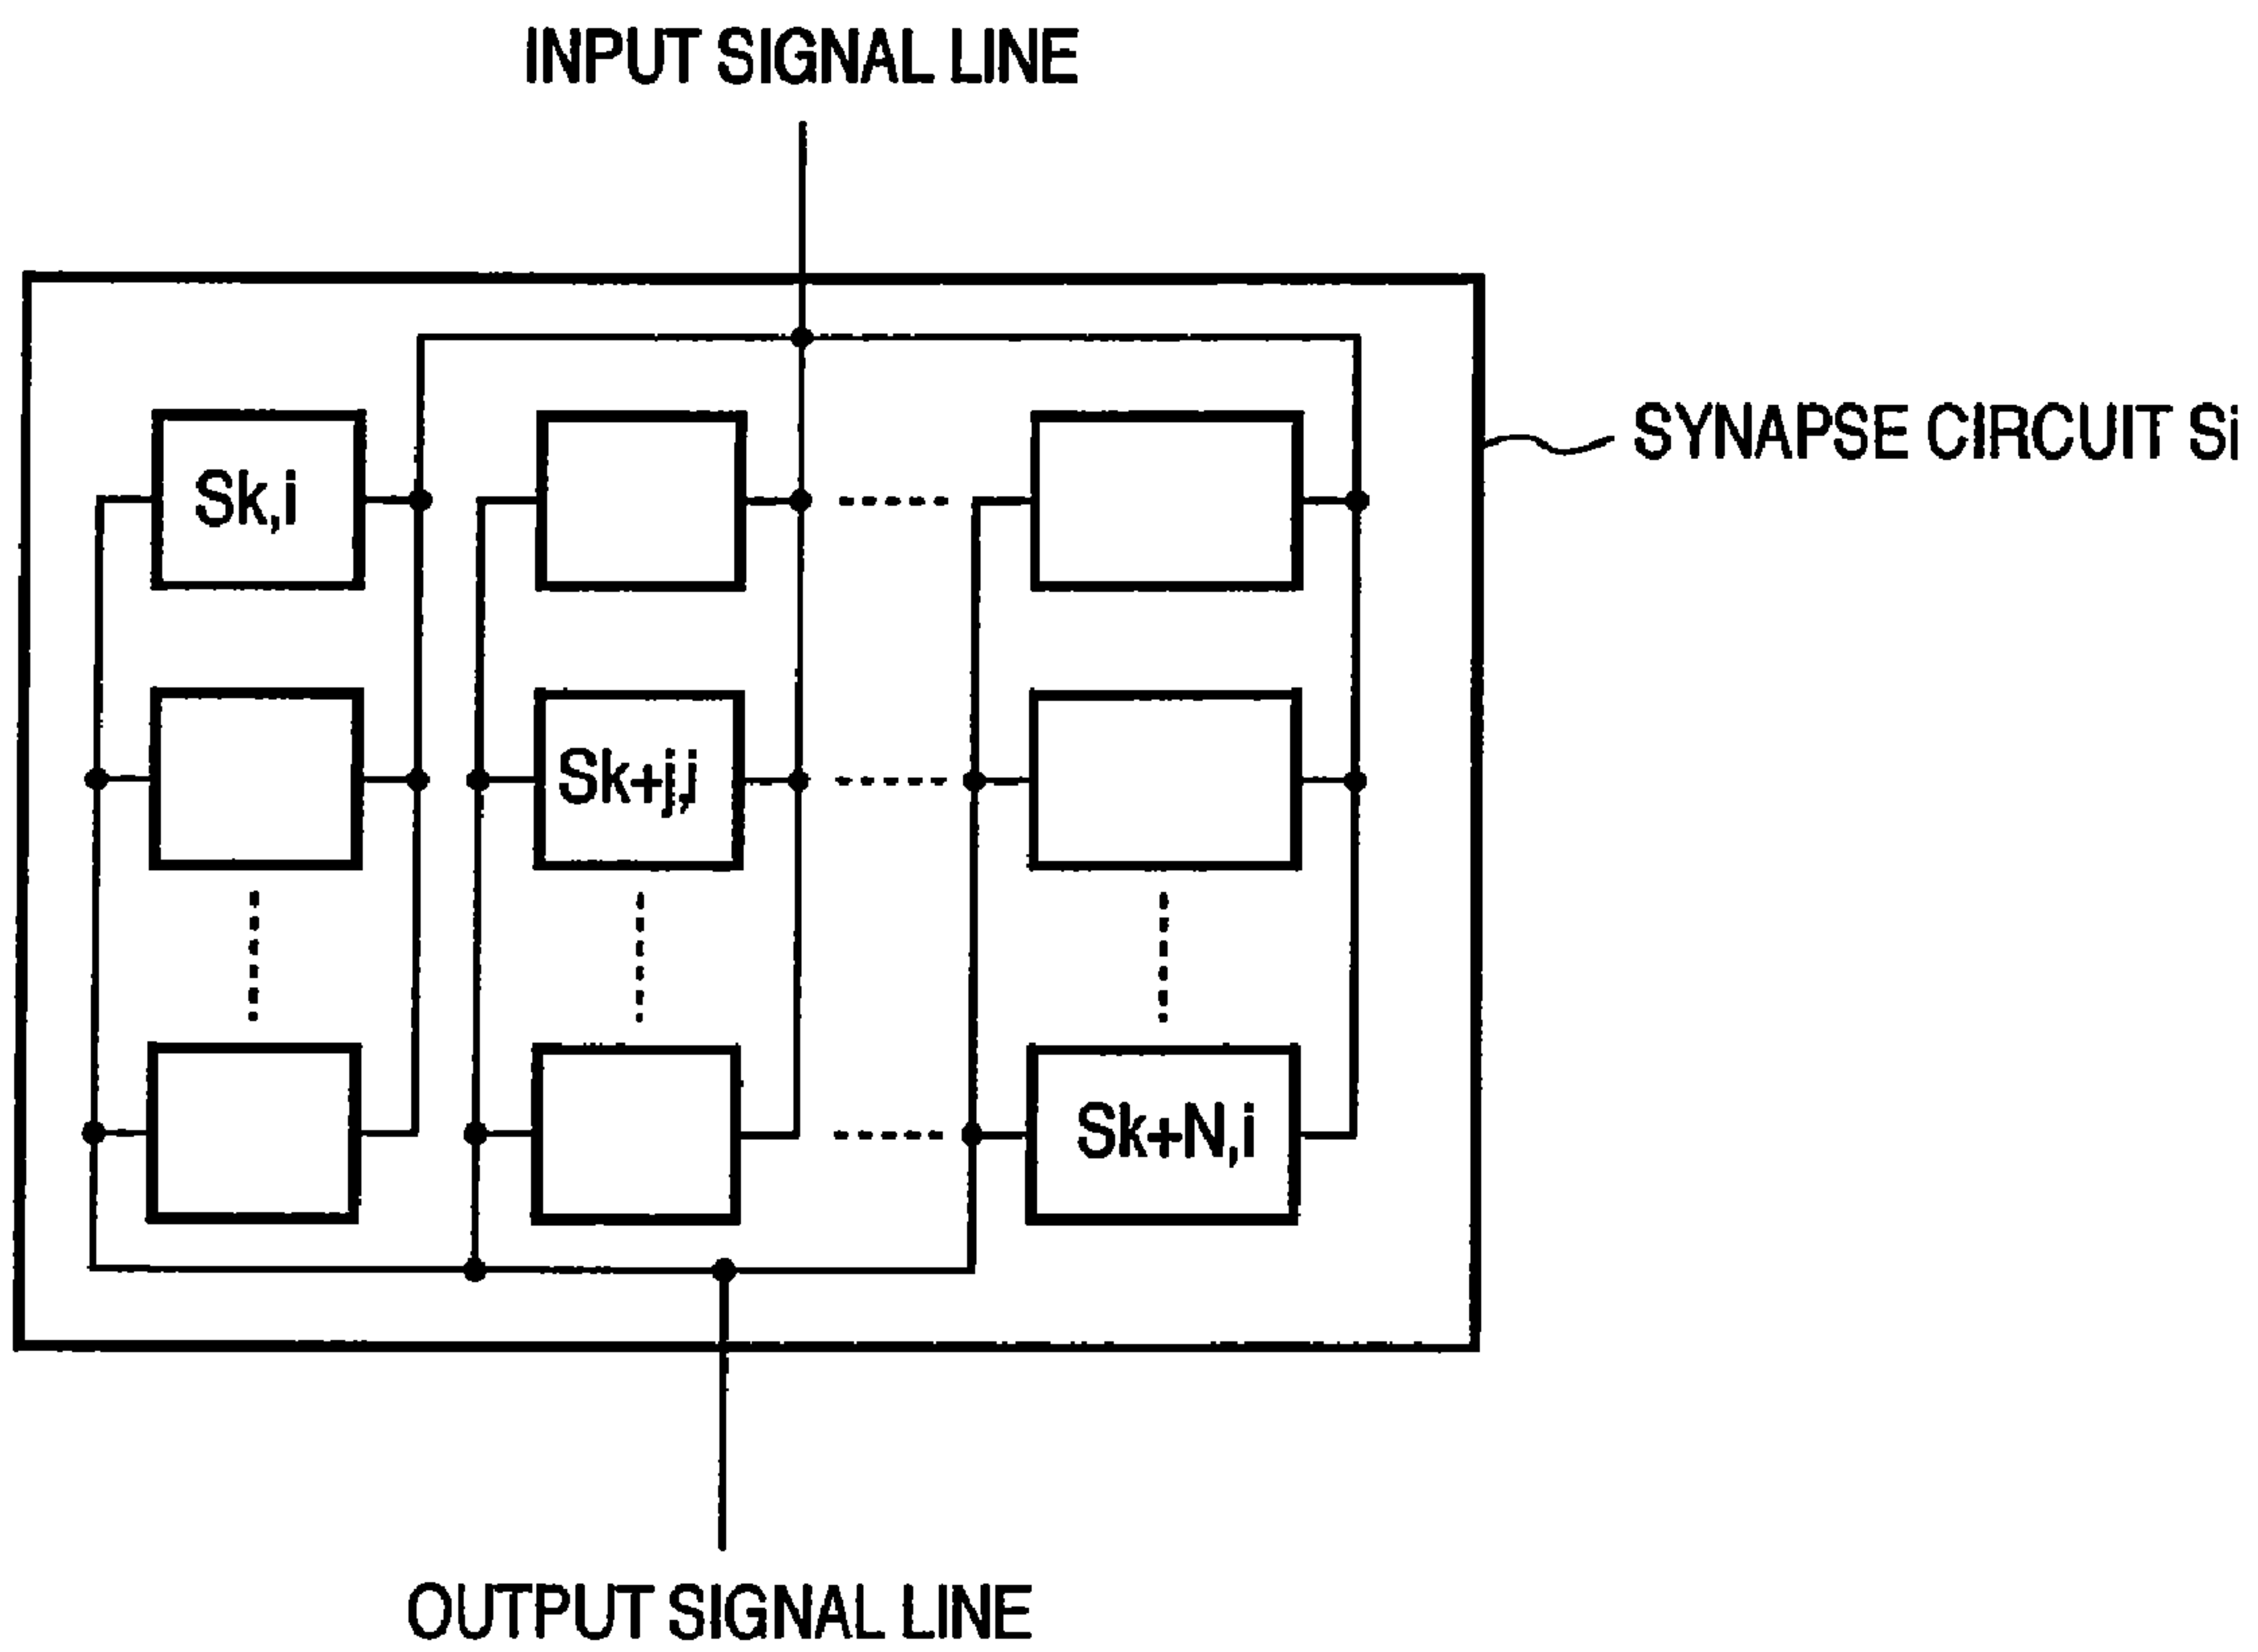 INPUT SIGNAL LINE
SYNAPSE CIRCUIT Si
Sk,i
Sk+j,i
Sk+N,i
OUTPUT SIGNAL LINE